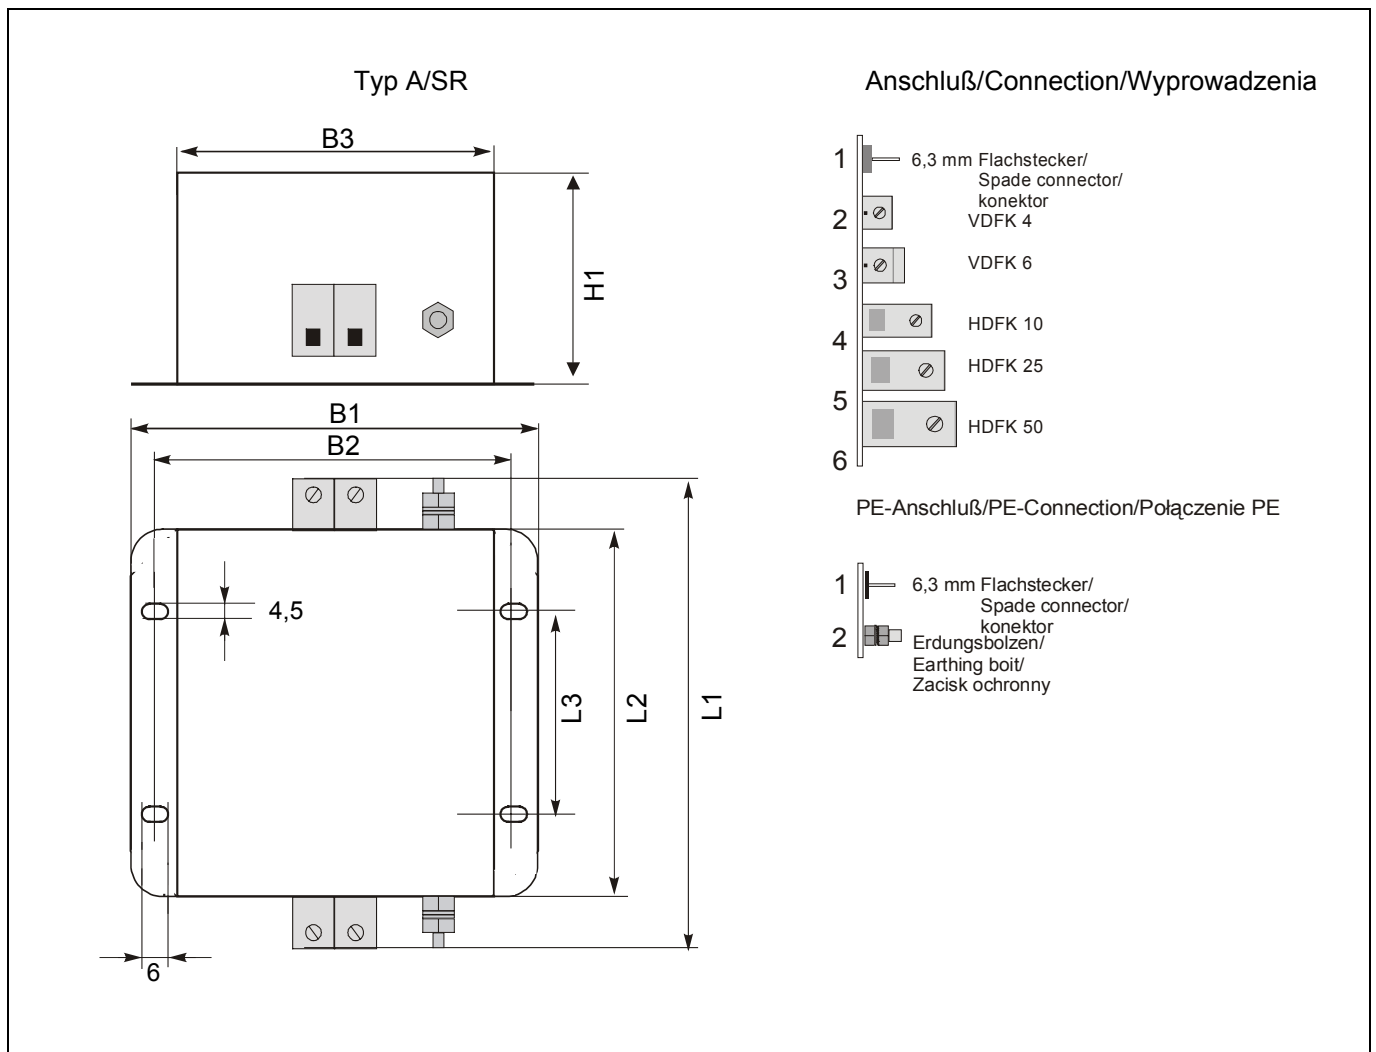 Typ A/SR
B3
H1
B1
B2
4,5
L3
L2
L1
6
Anschluß/Connection/Wyprowadzenia
1
6,3 mm Flachstecker/
Spade connector/
konektor
2
VDFK 4
3
VDFK 6
4
HDFK 10
HDFK 25
5
HDFK 50
6
PE-Anschluß/PE-Connection/Połączenie PE
1
6,3 mm Flachstecker/
Spade connector/
konektor
2
Erdungsbolzen/
Earthing boit/
Zacisk ochronny